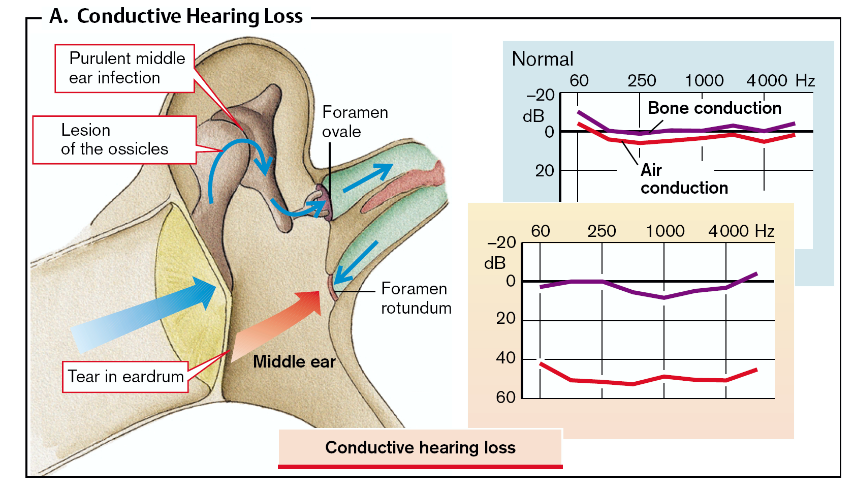 A. Conductive Hearing Loss
Purulent middle
ear infection
Lesion
of the ossicles
Foramen
ovale
Foramen
rotundum
Middle ear
Tear in eardrum
Normal
60 250 1000 4000 Hz
–20
dB
0
20
Bone conduction
Air
conduction
60 250 1000 4000 Hz
–20
dB
0
20
40
60
Conductive hearing loss